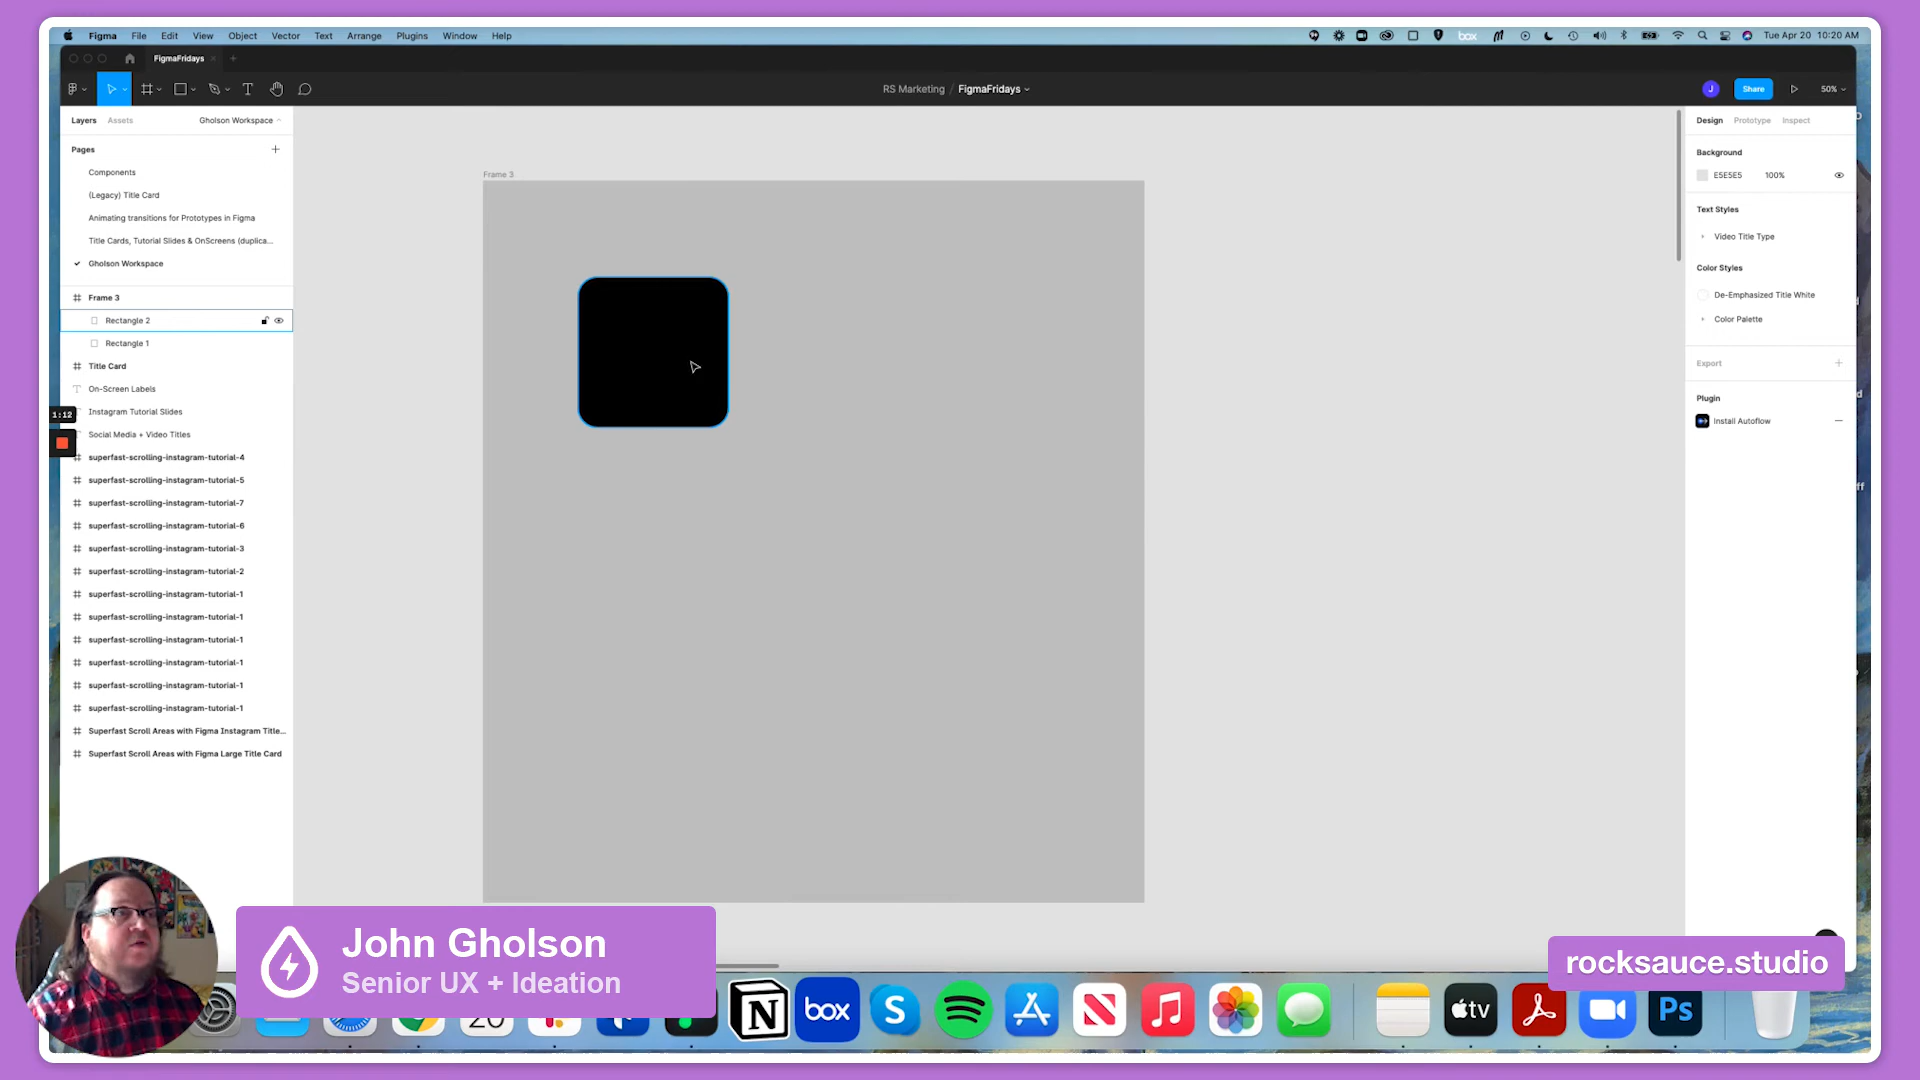 Figma File Edit View Object Vector Text Arrange Plugins Window Help
box Tue Apr 20 10:20 AM
FigmaFridays
RS Marketing / FigmaFridays
J
Share
50%
Layers Assets Gholson Workspace
Pages
Components
(Legacy) Title Card
Animating transitions for Prototypes in Figma
Title Cards, Tutorial Slides & OnScreens (duplica...
Gholson Workspace
Frame 3
Rectangle 2
Rectangle 1
Title Card
On-Screen Labels
Instagram Tutorial Slides
Social Media + Video Titles
superfast-scrolling-instagram-tutorial-4
superfast-scrolling-instagram-tutorial-5
superfast-scrolling-instagram-tutorial-7
superfast-scrolling-instagram-tutorial-6
superfast-scrolling-instagram-tutorial-3
superfast-scrolling-instagram-tutorial-2
superfast-scrolling-instagram-tutorial-1
superfast-scrolling-instagram-tutorial-1
superfast-scrolling-instagram-tutorial-1
superfast-scrolling-instagram-tutorial-1
superfast-scrolling-instagram-tutorial-1
superfast-scrolling-instagram-tutorial-1
Superfast Scroll Areas with Figma Instagram Title...
Superfast Scroll Areas with Figma Large Title Card
1:12
Frame 3
Design Prototype Inspect
Background
E5E5E5 100%
Text Styles
Video Title Type
Color Styles
De-Emphasized Title White
Color Palette
Export
Plugin
Install Autoflow
John Gholson
Senior UX + Ideation
rocksauce.studio
box
tv
Ps